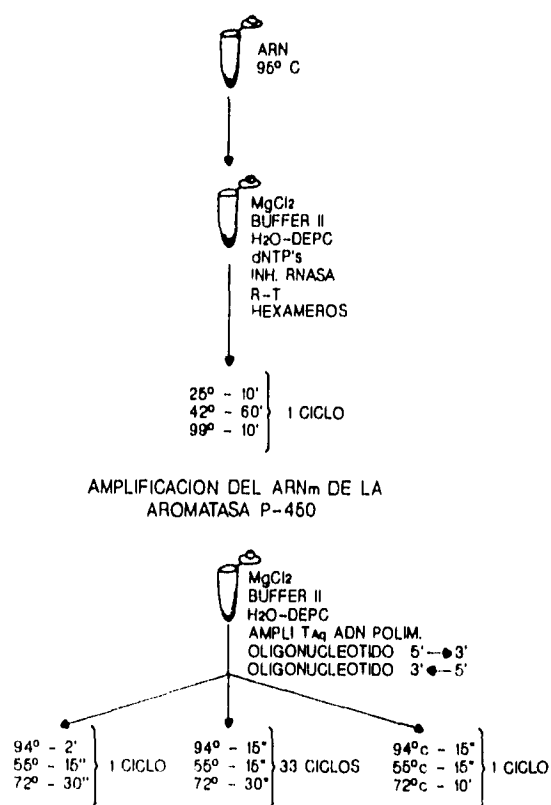 ARN
95º C
MgCl2
BUFFER II
H2O-DEPC
dNTP's
INH. RNASA
R-T
HEXAMEROS
25º - 10'
42º - 60' 1 CICLO
99º - 10'
AMPLIFICACION DEL ARNm DE LA
AROMATASA P-450
MgCl2
BUFFER II
H2O-DEPC
AMPLI TAq ADN POLIM.
OLIGONUCLEOTIDO 5' → 3'
OLIGONUCLEOTIDO 3' ← 5'
94º - 2'
55º - 15" 1 CICLO
72º - 30"
94º - 15"
55º - 15" 33 CICLOS
72º - 30"
94ºc - 15"
55ºc - 15" 1 CICLO
72ºc - 10'